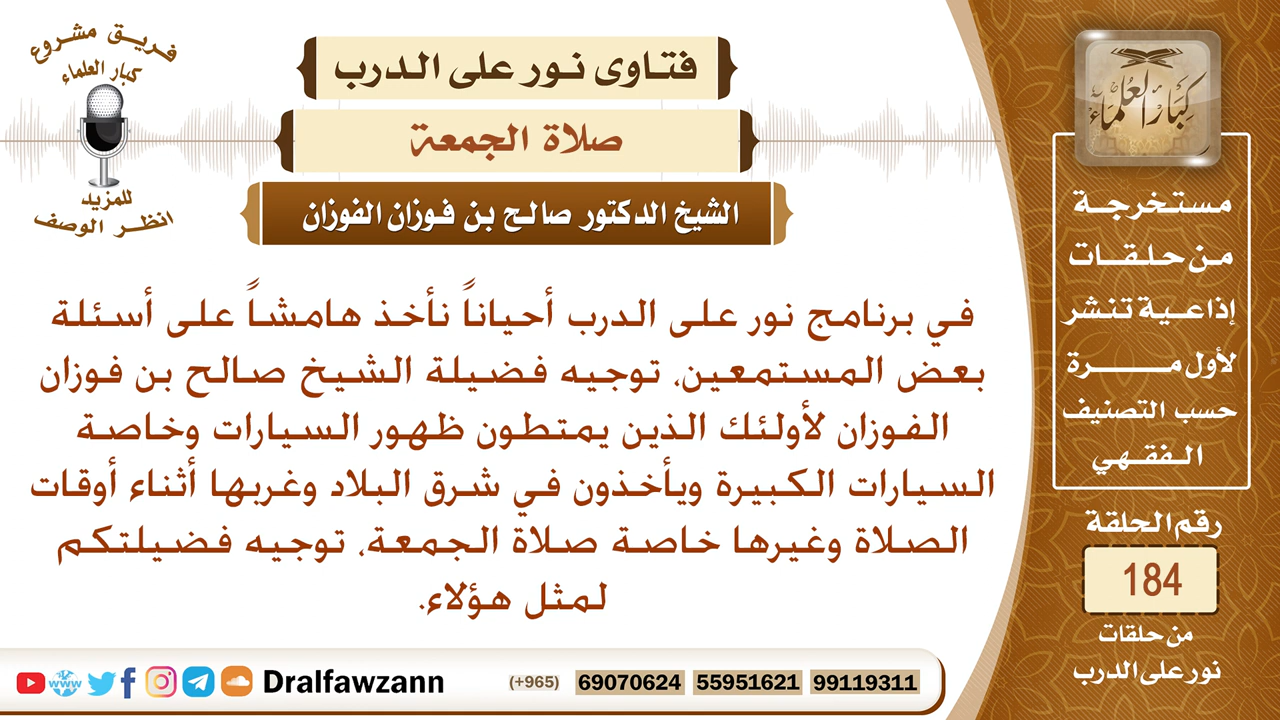 فريق مشروع
كبار العلماء
للمزيد
انظر الوصف
فتاوى نور على الدرب
صلاة الجمعة
الشيخ الدكتور صالح بن فوزان الفوزان
في برنامج نور على الدرب أحياناً نأخذ هامشاً على أسئلة
بعض المستمعين، توجيه فضيلة الشيخ صالح بن فوزان
الفوزان لأولئك الذين يمتطون ظهور السيارات وخاصة
السيارات الكبيرة ويأخذون في شرق البلاد وغربها أثناء أوقات
الصلاة وغيرها خاصة صلاة الجمعة، توجيه فضيلتكم
لمثل هؤلاء.
كبار العلماء
مستخرجة
من حلقات
إذاعية تنشر
لأول مرة
حسب التصنيف
الفقهي
رقم الحلقة
184
من حلقات
نور على الدرب
www Dralfawzann (+965) 69070624 55951621 99119311